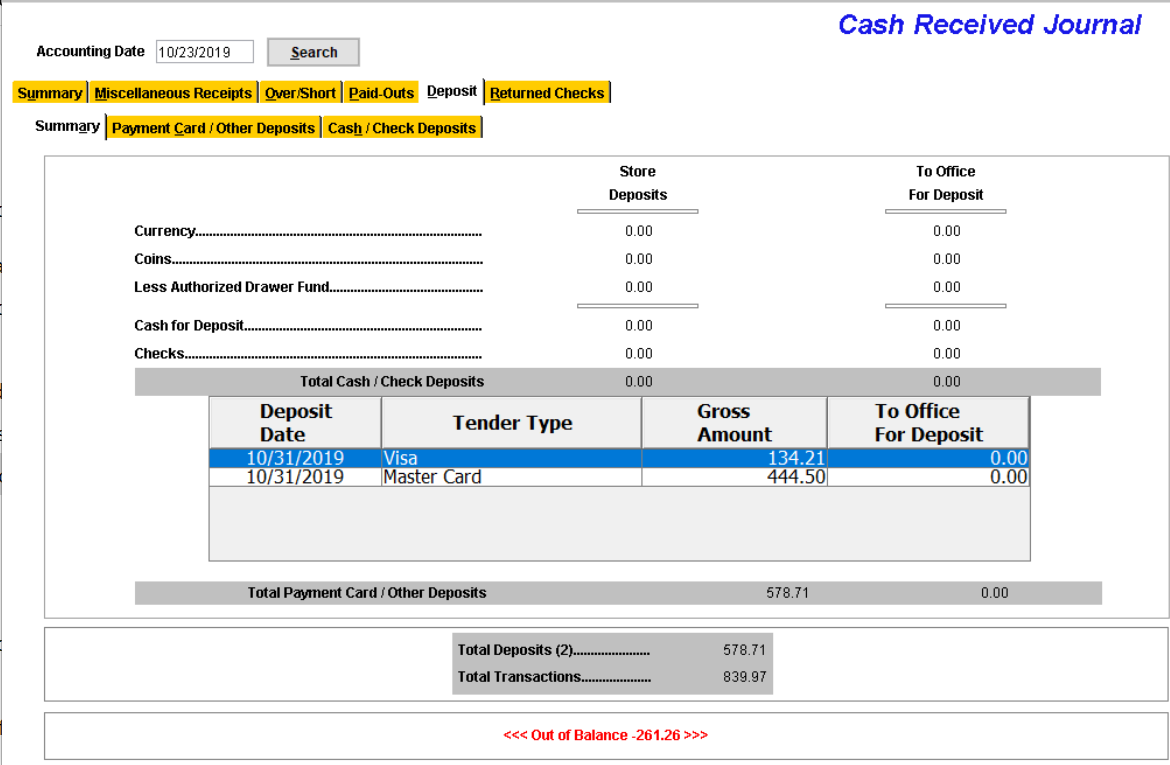 Cash Received Journal
Accounting Date 10/23/2019 Search
Summary Miscellaneous Receipts Over/Short Paid-Outs Deposit Returned Checks
Summary Payment Card / Other Deposits Cash / Check Deposits
Store To Office
Deposits For Deposit
Currency.................................................................................... 0.00 0.00
Coins.......................................................................................... 0.00 0.00
Less Authorized Drawer Fund............................................. 0.00 0.00
Cash for Deposit...................................................................... 0.00 0.00
Checks....................................................................................... 0.00 0.00
Total Cash / Check Deposits 0.00 0.00
Deposit Tender Type Gross To Office
Date Amount For Deposit
10/31/2019 Visa 134.21 0.00
10/31/2019 Master Card 444.50 0.00
Total Payment Card / Other Deposits 578.71 0.00
Total Deposits (2)...................... 578.71
Total Transactions.................... 839.97
<<< Out of Balance -261.26 >>>